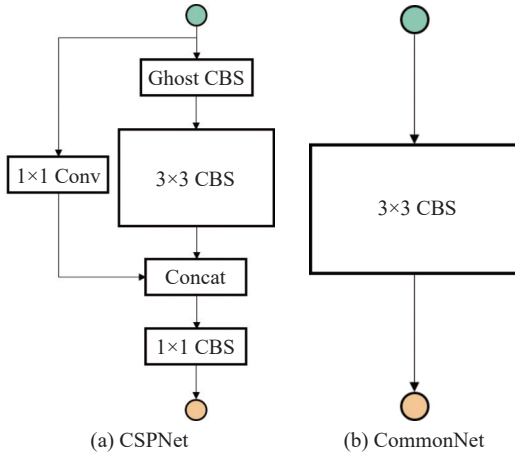 Ghost CBS
1×1 Conv
3×3 CBS
Concat
1×1 CBS
(a) CSPNet
3×3 CBS
(b) CommonNet